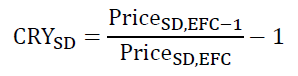 CRY_SD = Price_SD,EFC−1 / Price_SD,EFC − 1